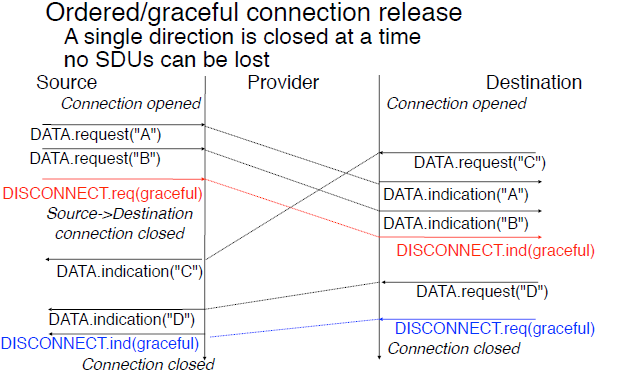 Ordered/graceful connection release
A single direction is closed at a time
no SDUs can be lost
Source Provider Destination
Connection opened Connection opened
DATA.request("A")
DATA.request("B") DATA.request("C")
DISCONNECT.req(graceful) DATA.indication("A")
Source->Destination DATA.indication("B")
connection closed DISCONNECT.ind(graceful)
DATA.indication("C")
DATA.request("D")
DATA.indication("D") DISCONNECT.req(graceful)
DISCONNECT.ind(graceful) Connection closed
Connection closed